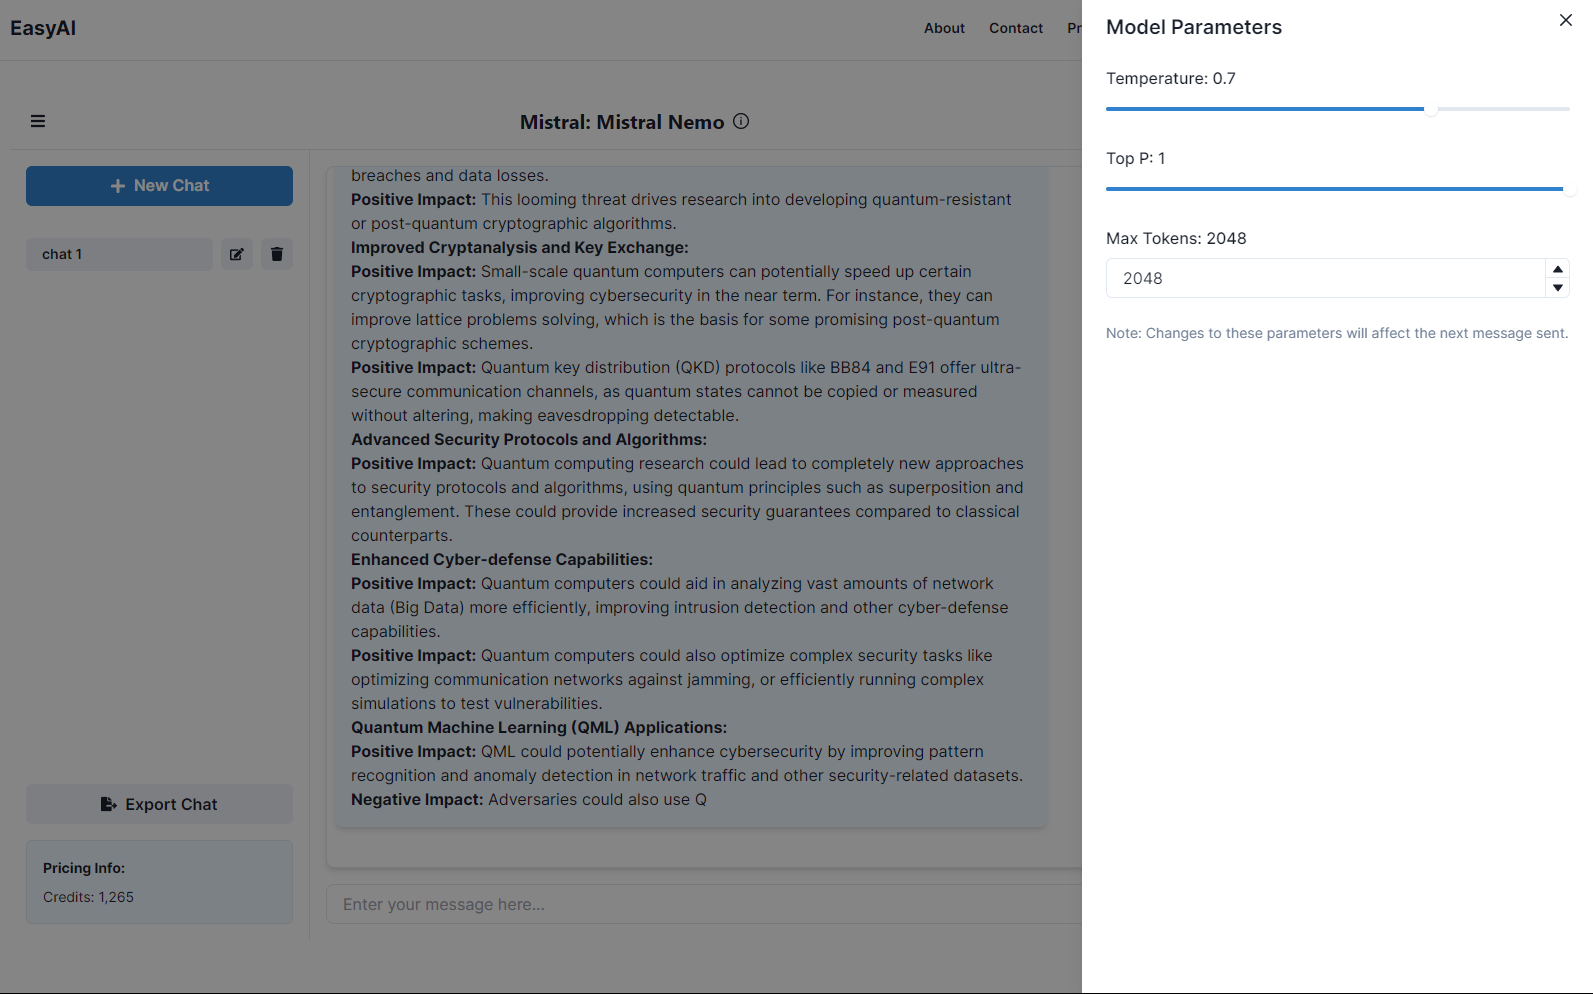 EasyAI
About
Contact
Pr
Mistral: Mistral Nemo
New Chat
chat 1
Export Chat
Pricing Info:
Credits: 1,265
breaches and data losses.
Positive Impact: This looming threat drives research into developing quantum-resistant
or post-quantum cryptographic algorithms.
Improved Cryptanalysis and Key Exchange:
Positive Impact: Small-scale quantum computers can potentially speed up certain
cryptographic tasks, improving cybersecurity in the near term. For instance, they can
improve lattice problems solving, which is the basis for some promising post-quantum
cryptographic schemes.
Positive Impact: Quantum key distribution (QKD) protocols like BB84 and E91 offer ultra-
secure communication channels, as quantum states cannot be copied or measured
without altering, making eavesdropping detectable.
Advanced Security Protocols and Algorithms:
Positive Impact: Quantum computing research could lead to completely new approaches
to security protocols and algorithms, using quantum principles such as superposition and
entanglement. These could provide increased security guarantees compared to classical
counterparts.
Enhanced Cyber-defense Capabilities:
Positive Impact: Quantum computers could aid in analyzing vast amounts of network
data (Big Data) more efficiently, improving intrusion detection and other cyber-defense
capabilities.
Positive Impact: Quantum computers could also optimize complex security tasks like
optimizing communication networks against jamming, or efficiently running complex
simulations to test vulnerabilities.
Quantum Machine Learning (QML) Applications:
Positive Impact: QML could potentially enhance cybersecurity by improving pattern
recognition and anomaly detection in network traffic and other security-related datasets.
Negative Impact: Adversaries could also use Q
Enter your message here...
Model Parameters
Temperature: 0.7
Top P: 1
Max Tokens: 2048
2048
Note: Changes to these parameters will affect the next message sent.